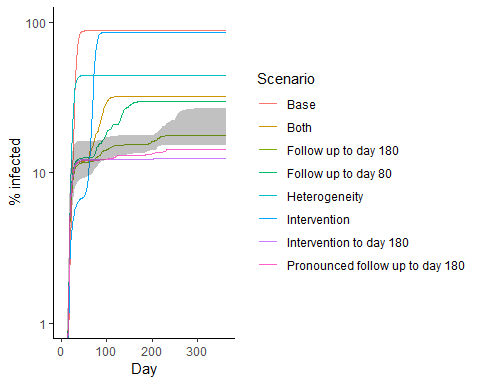 100
10
1
% infected
0 100 200 300
Day
Scenario
Base
Both
Follow up to day 180
Follow up to day 80
Heterogeneity
Intervention
Intervention to day 180
Pronounced follow up to day 180